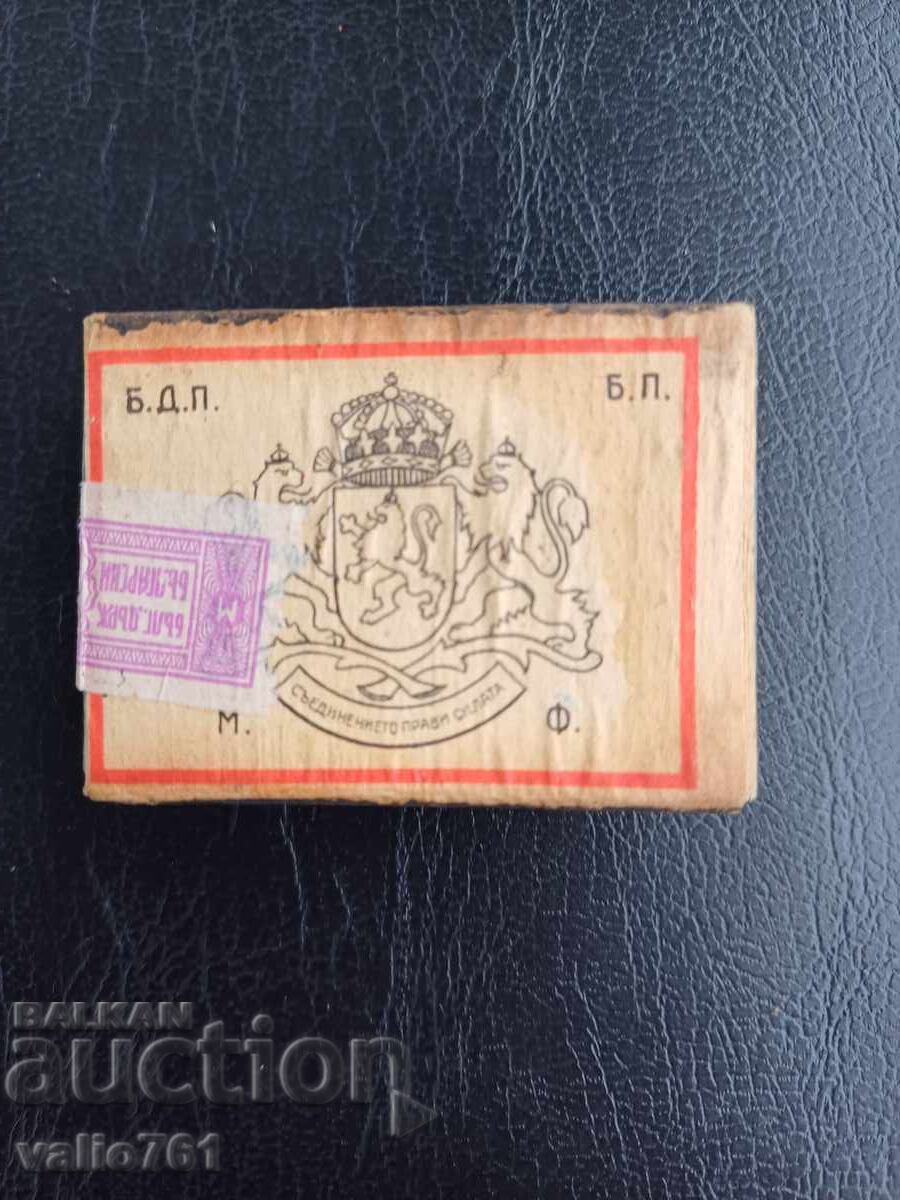 Б.Д.П.
Б.П.
СЪЕДИНЕНИЕТО ПРАВИ СИЛАТА
М.
Ф.
BALKAN
auction
valio761